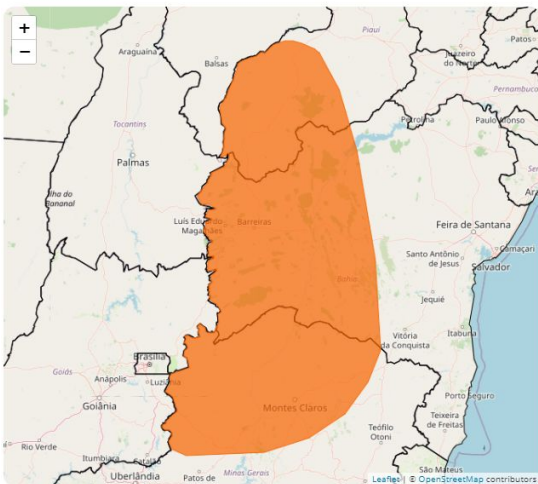 +
−
Araguaína
Balsas
Piauí
Juazeiro
do Norte
Patos
Pernambuco
Tocantins
Petrolina
Paulo Afonso
Palmas
Ilha do
Bananal
Luís Eduardo
Magalhães
Barreiras
Feira de Santana
Camaçari
Santo Antônio
de Jesus
Salvador
Bahia
Jequié
Vitória
da Conquista
Itabuna
Brasília
Goiás
Anápolis
Luziânia
Goiânia
Montes Claros
Porto Seguro
Teófilo
Otoni
Teixeira
de Freitas
Rio Verde
Itumbiara
Catalão
Uberlândia
Patos de
Minas Gerais
São Mateus
Leaflet | © OpenStreetMap contributors